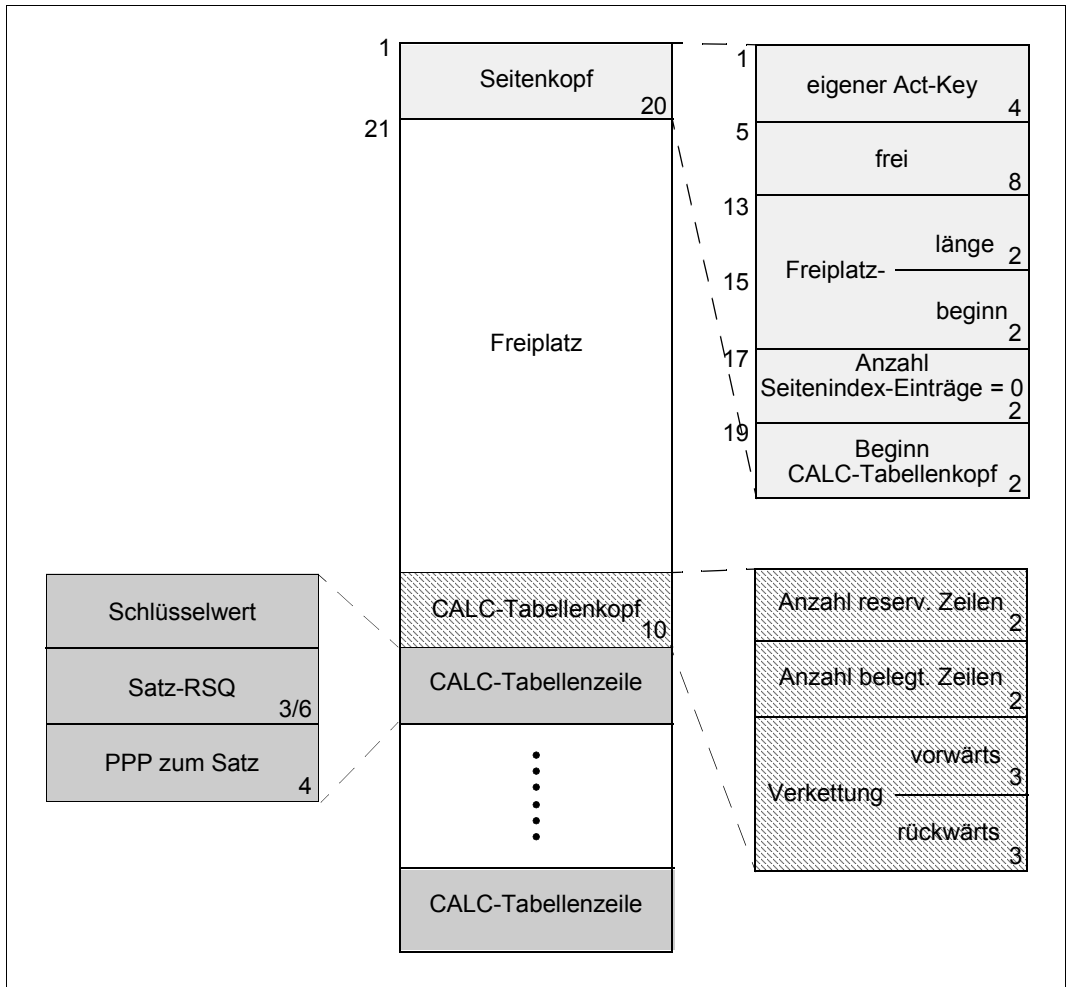 1
Seitenkopf
20
21
Freiplatz
CALC-Tabellenkopf
10
CALC-Tabellenzeile
CALC-Tabellenzeile
1
eigener Act-Key
4
5
frei
8
13
länge
2
Freiplatz-
15
beginn
2
17
Anzahl
Seitenindex-Einträge = 0
2
19
Beginn
CALC-Tabellenkopf
2
Schlüsselwert
Satz-RSQ
3/6
PPP zum Satz
4
Anzahl reserv. Zeilen
2
Anzahl belegt. Zeilen
2
vorwärts
3
Verkettung
rückwärts
3